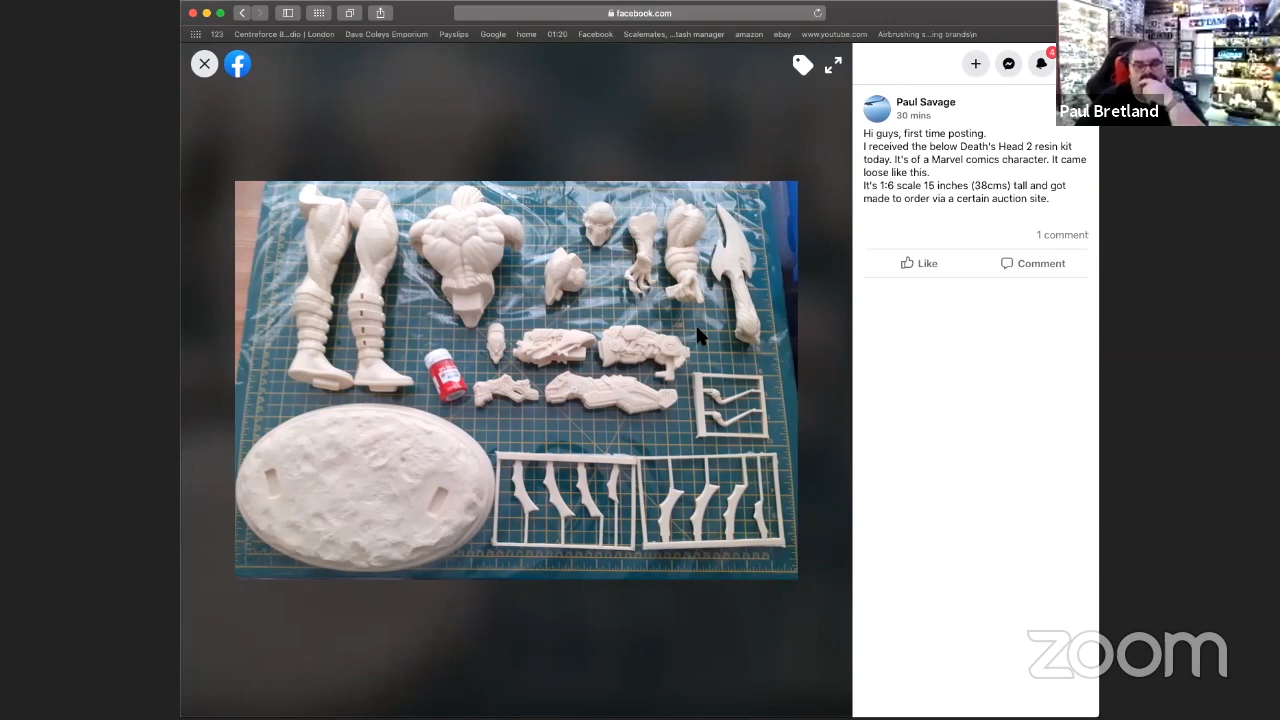 facebook.com
123 Centreforce B...dio | London Dave Coleys Emporium Payslips Google home 01:20 Facebook Scalemates, ...tash manager amazon ebay www.youtube.com Airbrushing s...ing brands\n
4
Paul Bretland
Paul Savage
30 mins
Hi guys, first time posting.
I received the below Death's Head 2 resin kit
today. It's of a Marvel comics character. It came
loose like this.
It's 1:6 scale 15 inches (38cms) tall and got
made to order via a certain auction site.
1 comment
Like Comment
zoom